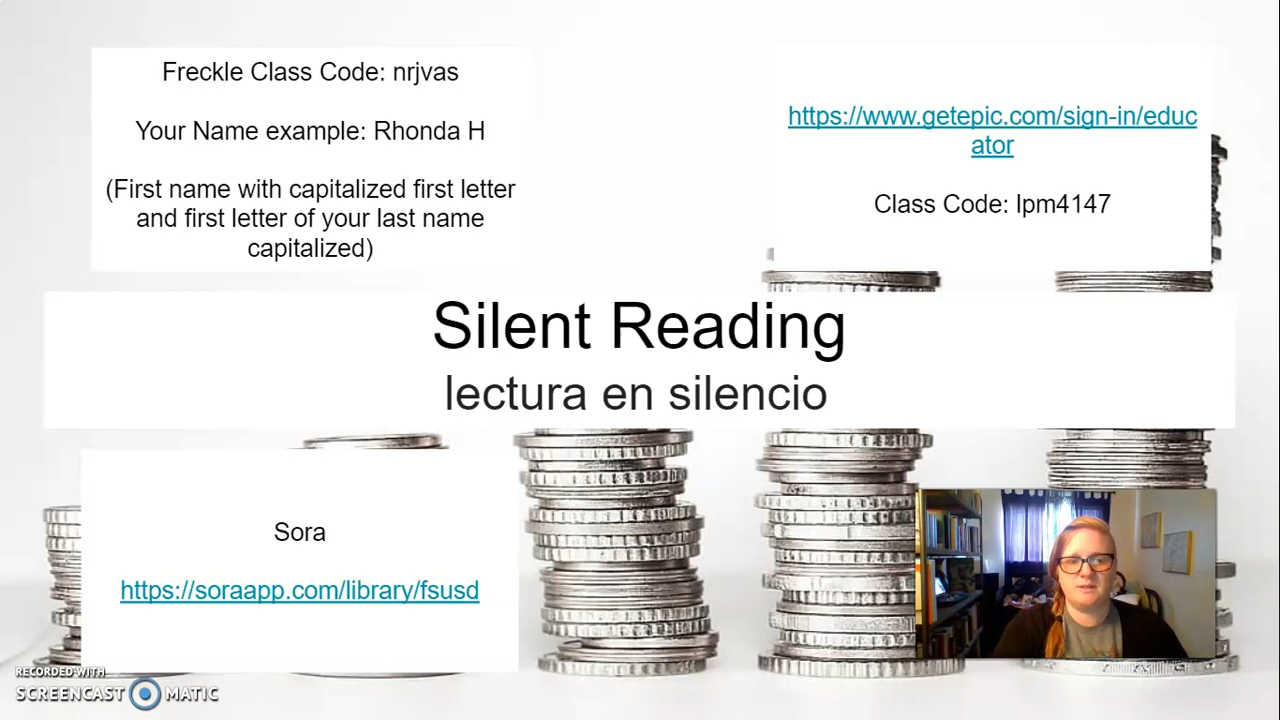 Freckle Class Code: nrjvas
Your Name example: Rhonda H
(First name with capitalized first letter
and first letter of your last name
capitalized)
https://www.getepic.com/sign-in/educ
ator
Class Code: lpm4147
Silent Reading
lectura en silencio
Sora
https://soraapp.com/library/fsusd
RECORDED WITH
SCREENCAST MATIC